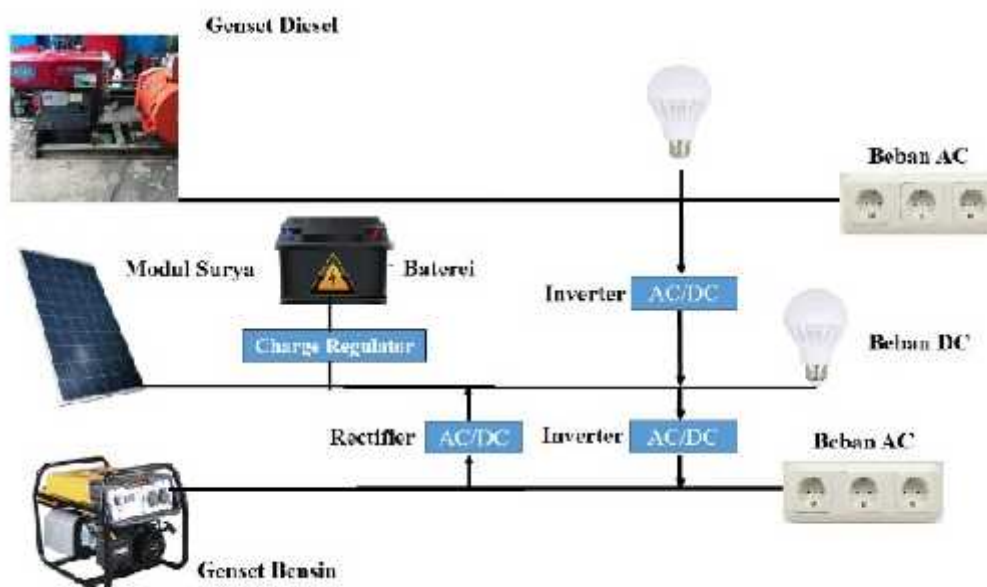 Genset Diesel
Beban AC
Modul Surya
Baterei
Inverter
AC/DC
Charge Regulator
Beban DC
Rectifier
AC/DC
Inverter
AC/DC
Beban AC
Genset Bensin